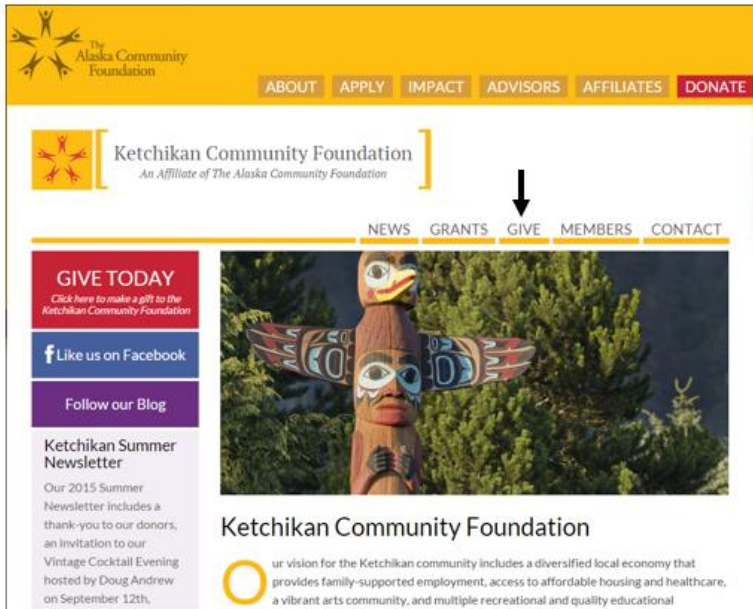 The
Alaska Community
Foundation
ABOUT APPLY IMPACT ADVISORS AFFILIATES DONATE
Ketchikan Community Foundation
An Affiliate of The Alaska Community Foundation
NEWS GRANTS GIVE MEMBERS CONTACT
GIVE TODAY
Click here to make a gift to the
Ketchikan Community Foundation
f Like us on Facebook
Follow our Blog
Ketchikan Summer
Newsletter
Our 2015 Summer
Newsletter includes a
thank-you to our donors,
an invitation to our
Vintage Cocktail Evening
hosted by Doug Andrew
on September 12th,
Ketchikan Community Foundation
Our vision for the Ketchikan community includes a diversified local economy that
provides family-supported employment, access to affordable housing and healthcare,
a vibrant arts community, and multiple recreational and quality educational